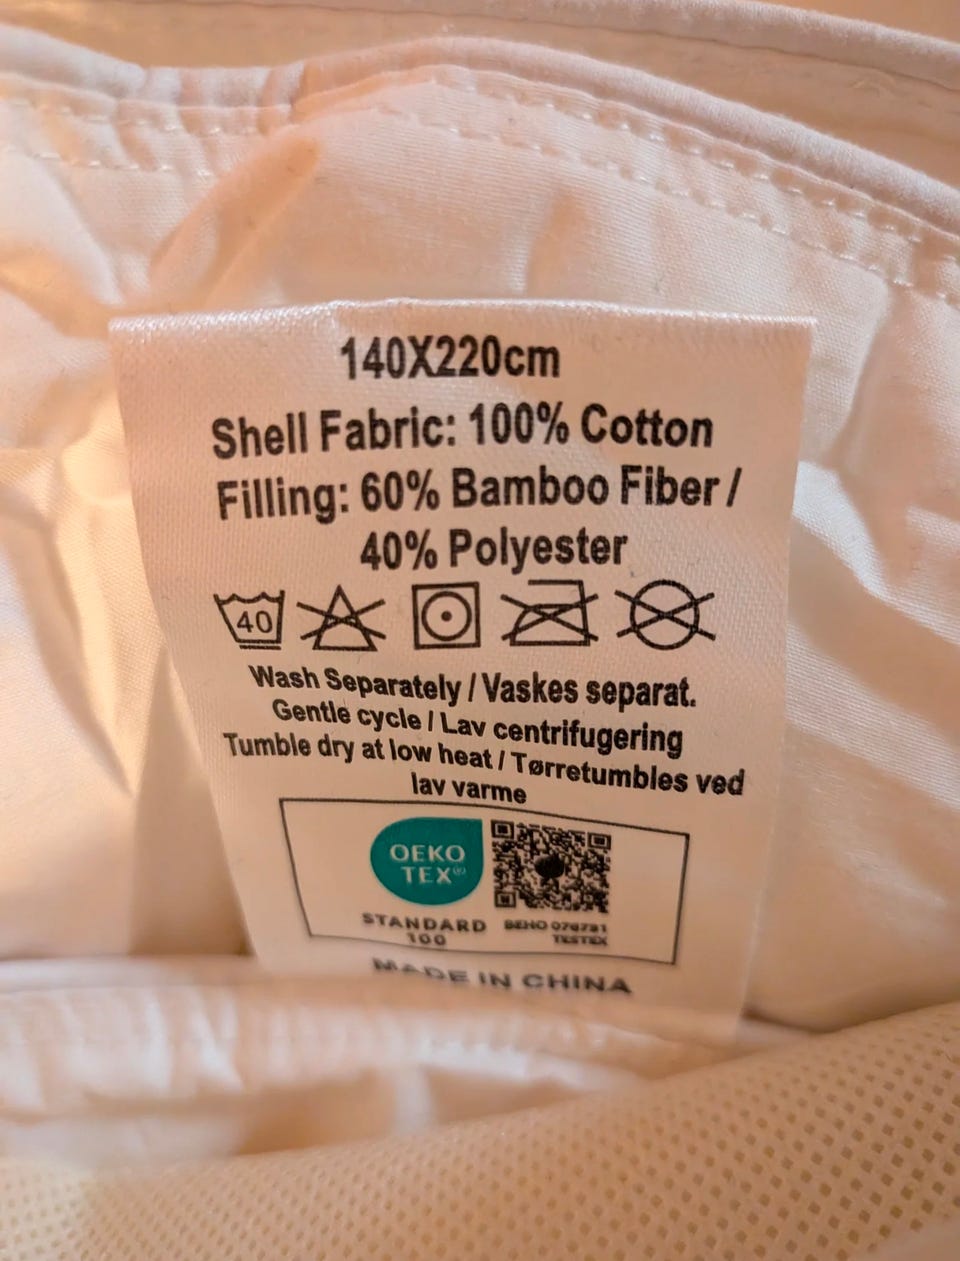 140X220cm
Shell Fabric: 100% Cotton
Filling: 60% Bamboo Fiber /
40% Polyester
40
Wash Separately / Vaskes separat.
Gentle cycle / Lav centrifugering
Tumble dry at low heat / Tørretumbles ved
lav varme
OEKO
TEX®
STANDARD
100
TESTEX
MADE IN CHINA